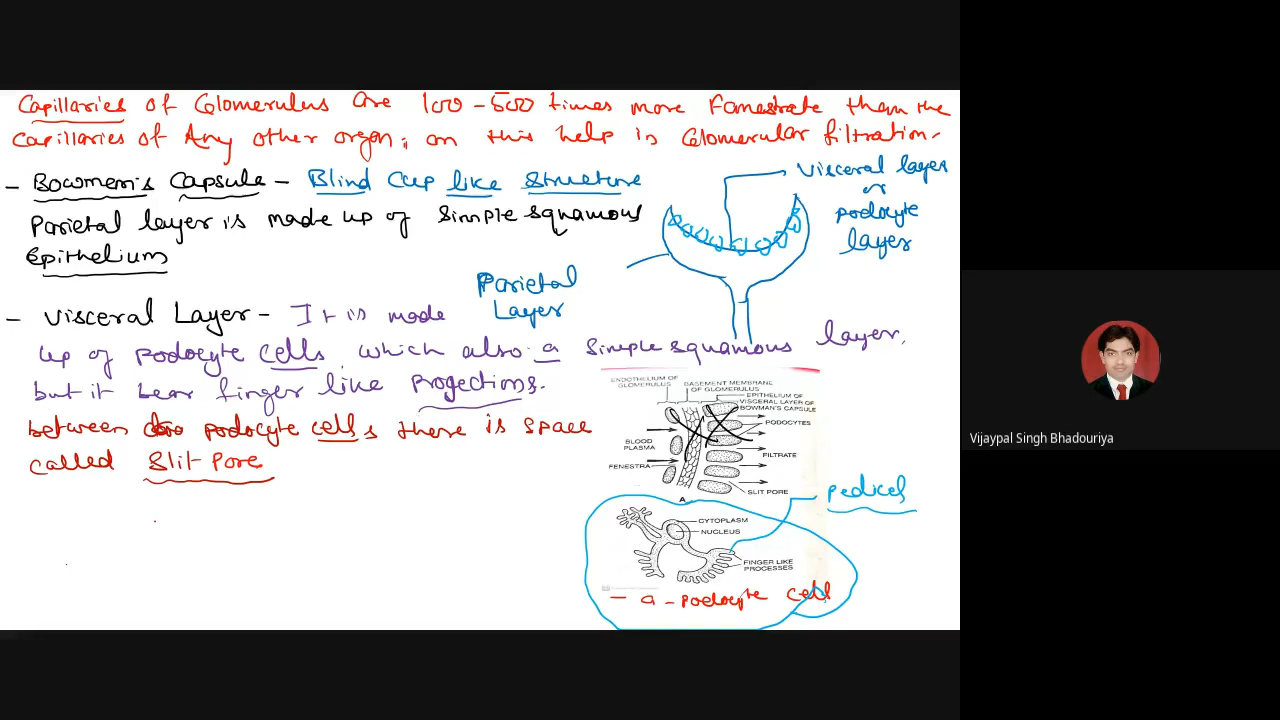 Capillaries of Glomerulus are 100-500 times more Fanestrate than the
Capillaries of Any other organ, on this help is Glomerular filtration.
- Bowmen's Capsule - Blind Cup like Structure
Parietal layer is made up of Simple squamous
Epithelium
Visceral layer
or
podocyte
layer
Parietal
Layer
- Visceral Layer - It is made
up of podocyte cells which also a simple squamous layer,
but it bear finger like Progections.
between two podocyte cells there is space
called Slit Pore
ENDOTHELIUM OF
GLOMERULUS
BASEMENT MEMBRANE
OF GLOMERULUS
EPITHELIUM OF
VISCERAL LAYER OF
BOWMAN'S CAPSULE
PODOCYTES
BLOOD
PLASMA
FILTRATE
FENESTRA
SLIT PORE
A
Pedicel
CYTOPLASM
NUCLEUS
FINGER LIKE
PROCESSES
- a - podocyte cell
Vijaypal Singh Bhadouriya